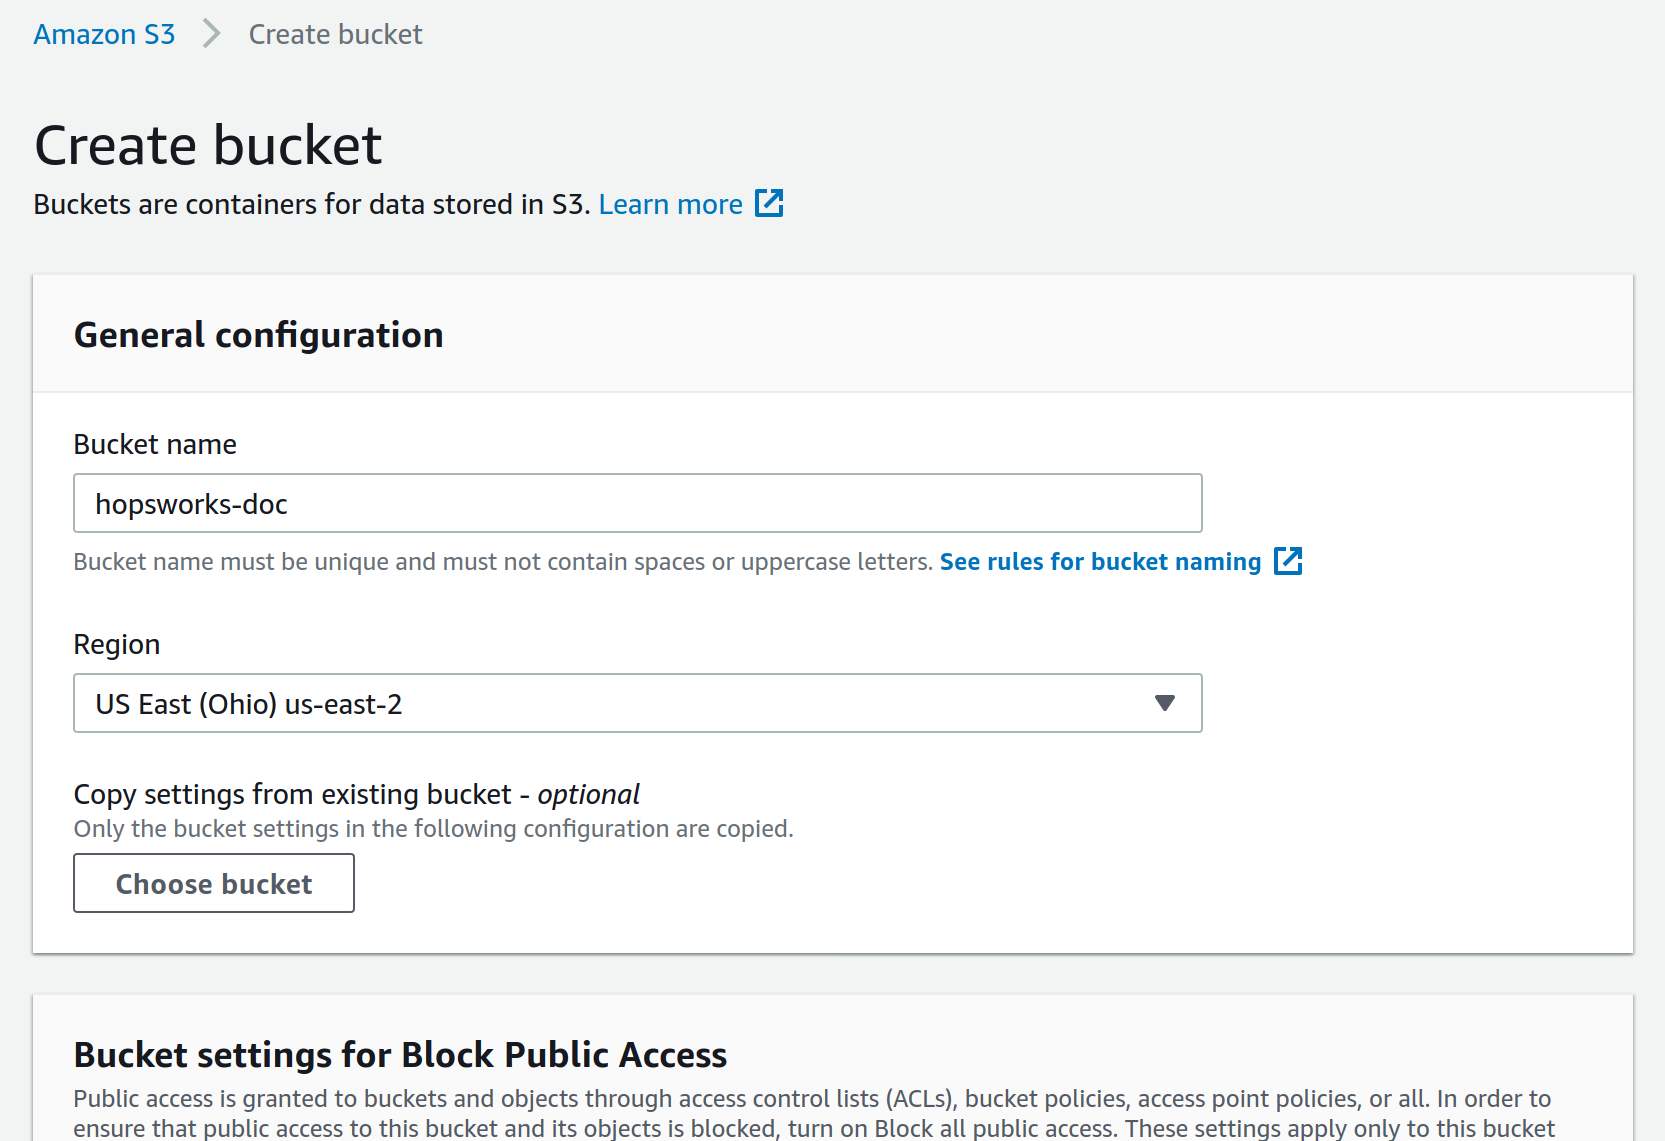 Amazon S3 > Create bucket
Create bucket
Buckets are containers for data stored in S3. Learn more
General configuration
Bucket name
hopsworks-doc
Bucket name must be unique and must not contain spaces or uppercase letters. See rules for bucket naming
Region
US East (Ohio) us-east-2
Copy settings from existing bucket - optional
Only the bucket settings in the following configuration are copied.
Choose bucket
Bucket settings for Block Public Access
Public access is granted to buckets and objects through access control lists (ACLs), bucket policies, access point policies, or all. In order to
ensure that public access to this bucket and its objects is blocked, turn on Block all public access. These settings apply only to this bucket